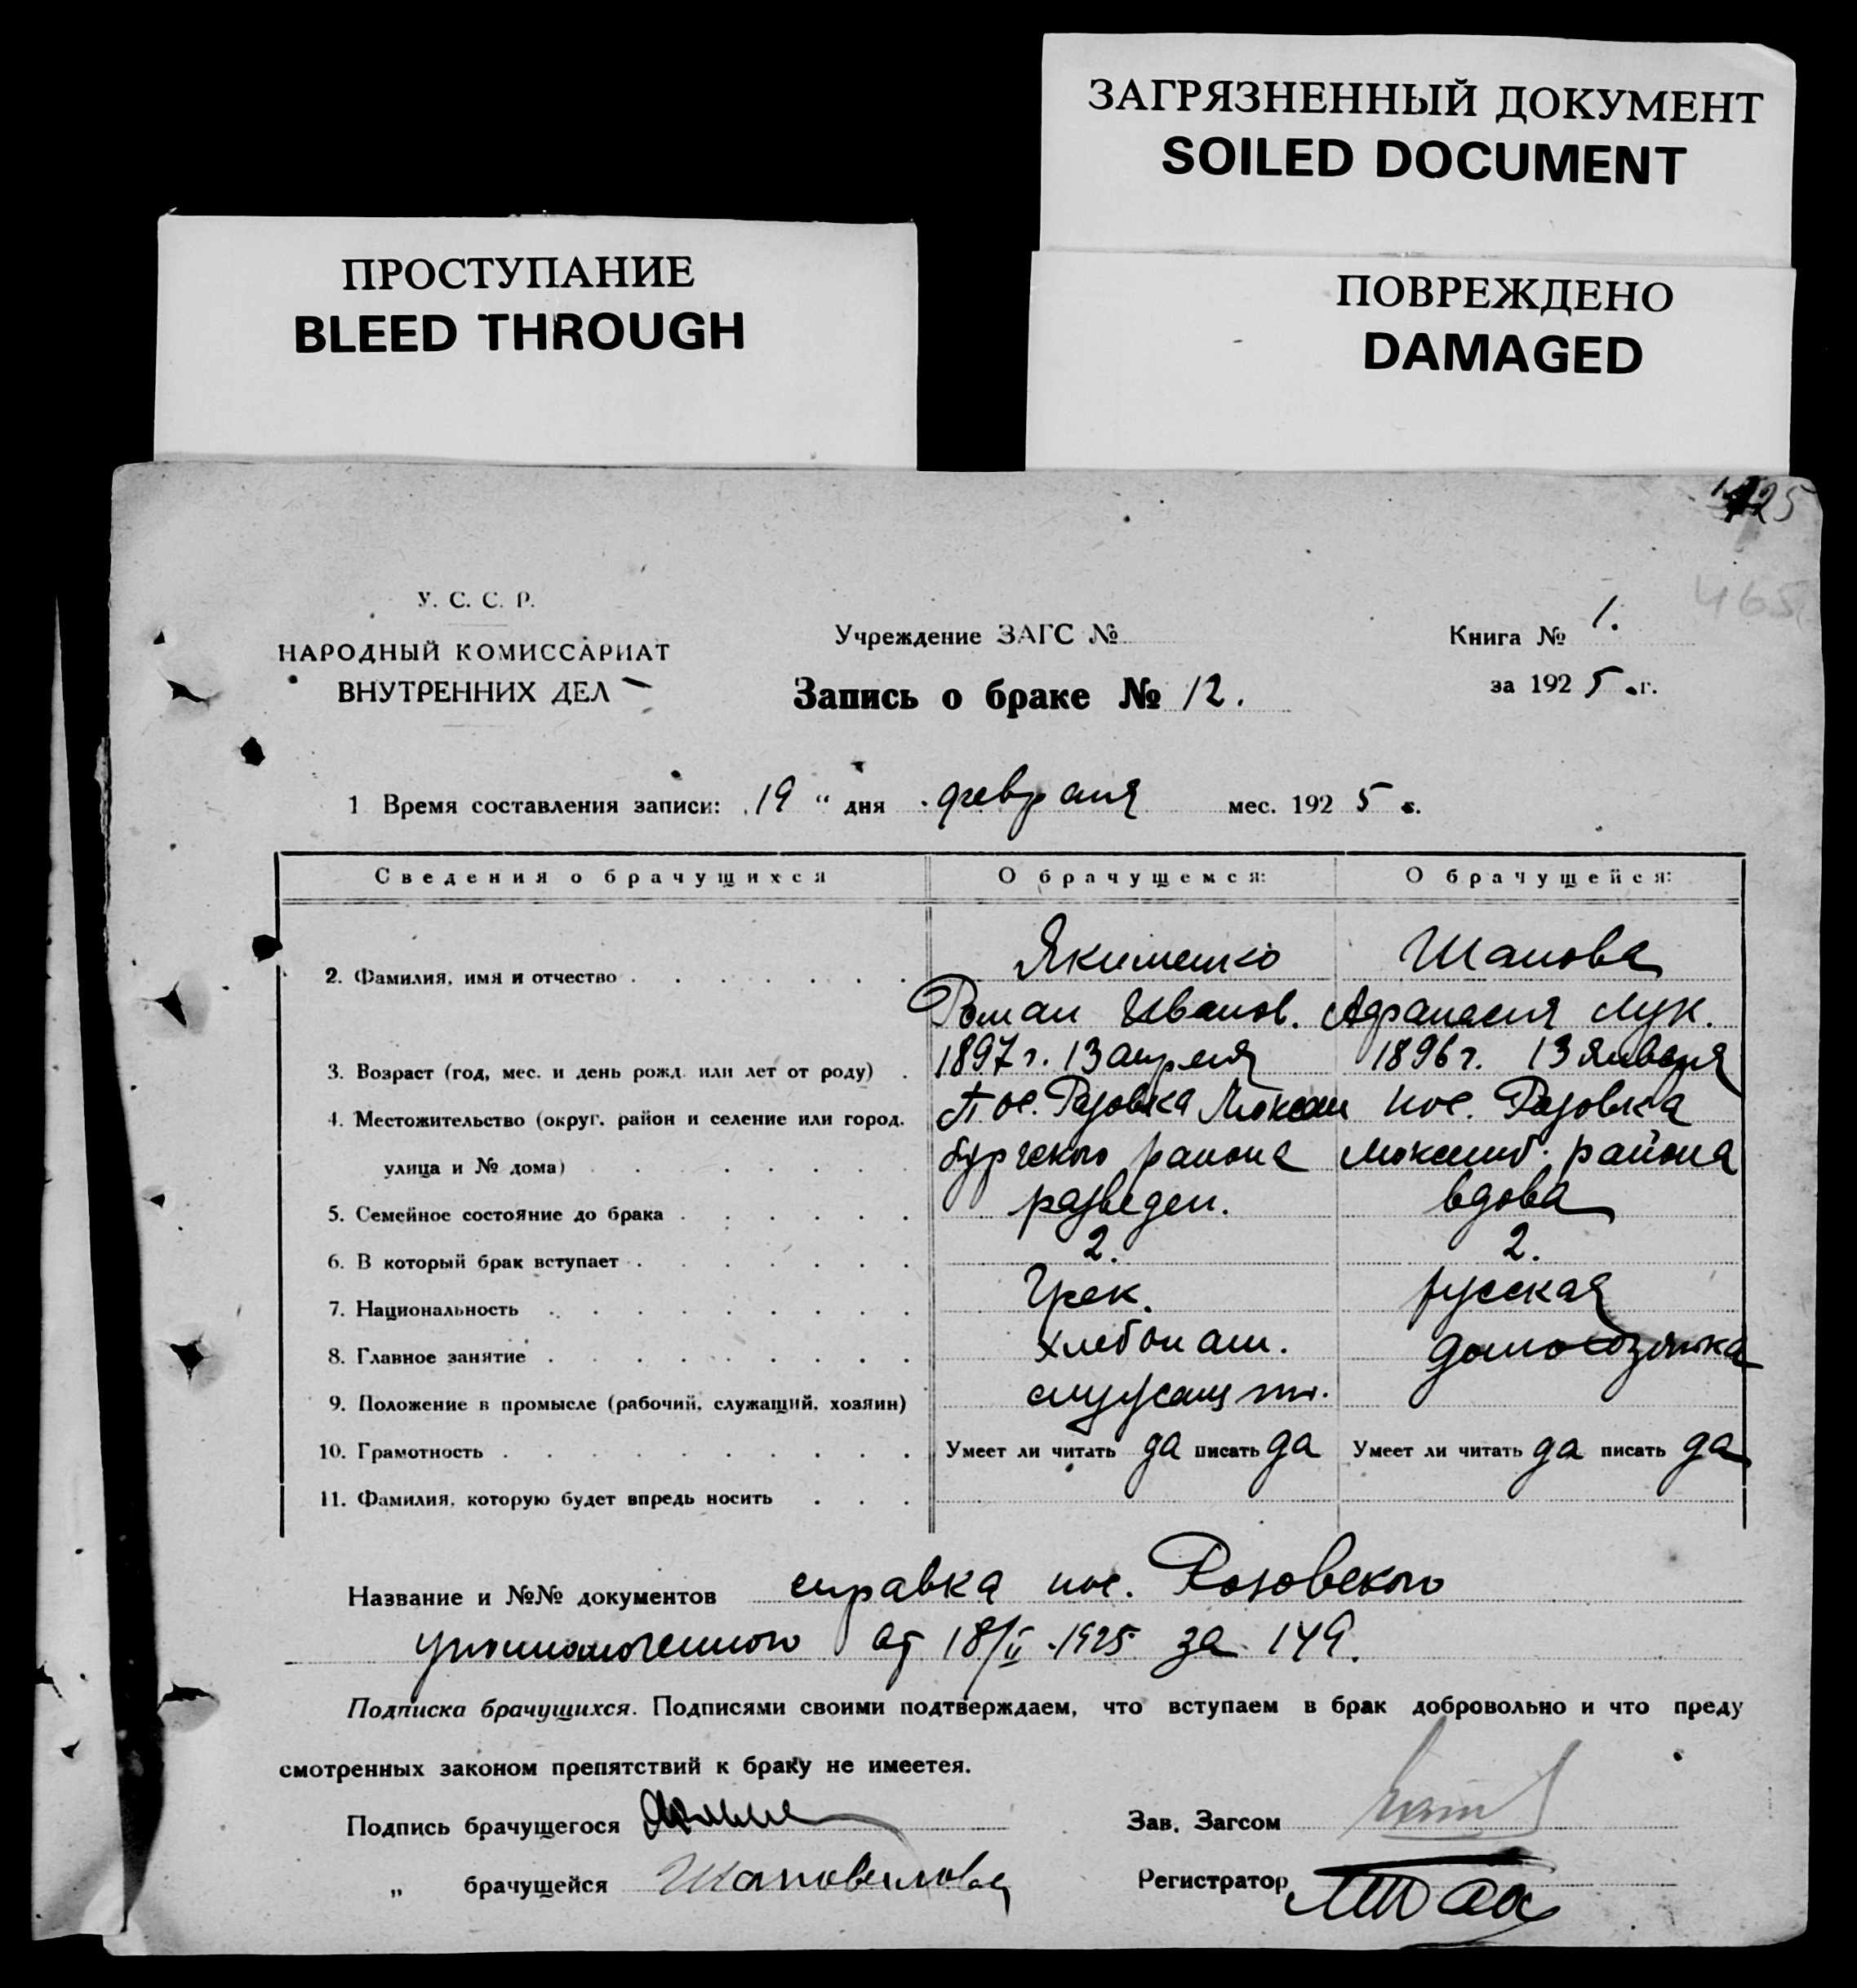 ЗАГРЯЗНЕННЫЙ ДОКУМЕНТ
SOILED DOCUMENT
ПРОСТУПАНИЕ
BLEED THROUGH
ПОВРЕЖДЕНО
DAMAGED
125
465
У. С. С. Р.
НАРОДНЫЙ КОМИССАРИАТ
ВНУТРЕННИХ ДЕЛ
Учреждение ЗАГС №
Запись о браке № 12.
Книга № 1.
за 1925 г.
1 Время составления записи: 19 " дня февраля мес. 1925 г.
Сведения о брачущихся О брачущемся: О брачущейся:
2. Фамилия, имя и отчество Якименко
Роман Иванов. Афанасия Лук.
3. Возраст (год, мес. и день рожд. или лет от роду) 1897 г. 13 апреля 1896 г. 13 января
4. Местожительство (округ, район и селение или город. пос. Розовка Люксем пос. Розовка
улица и № дома) бургского района Люксемб. района
5. Семейное состояние до брака разведен. вдова
6. В который брак вступает 2. 2.
7. Национальность Грек. русская
8. Главное занятие хлебопаш. домохозяйка
9. Положение в промысле (рабочий, служащий, хозяин)
10. Грамотность Умеет ли читать да писать да Умеет ли читать да писать да
11. Фамилия, которую будет впредь носить
Название и №№ документов справка пос. Розовского
уполномоченного от 18/II-1925 за 149.
Подписка брачущихся. Подписями своими подтверждаем, что вступаем в брак добровольно и что преду
смотренных законом препятствий к браку не имеетея.
Подпись брачущегося
Зав. Загсом
„ брачущейся
Регистратор